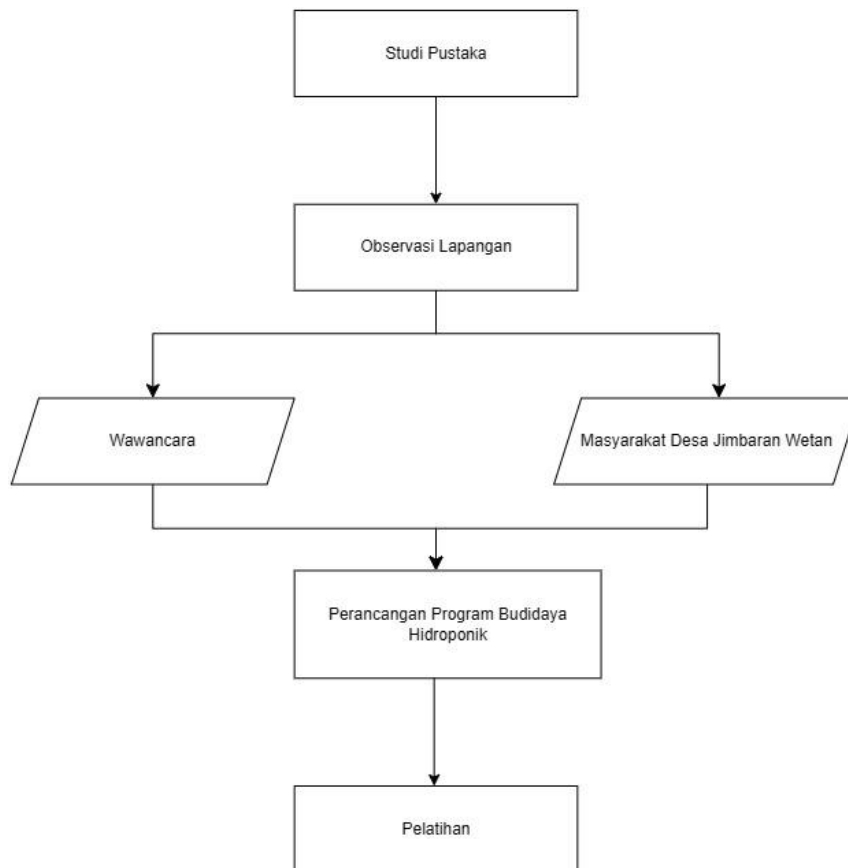 Studi Pustaka
Observasi Lapangan
Wawancara
Masyarakat Desa Jimbaran Wetan
Perancangan Program Budidaya
Hidroponik
Pelatihan